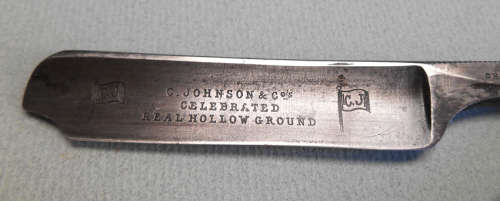 C. JOHNSON & Co's
CELEBRATED
REAL HOLLOW GROUND
C.J